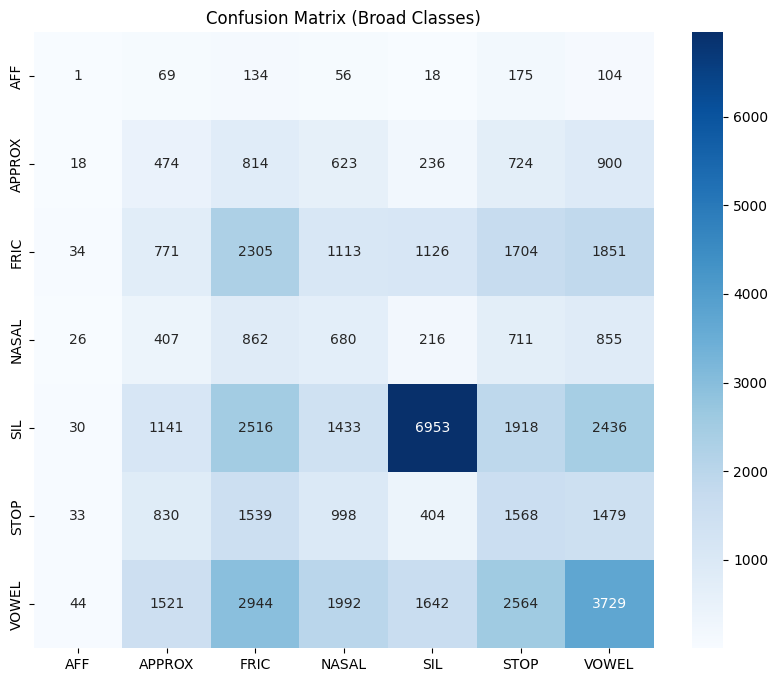 Confusion Matrix (Broad Classes)
AFF 1 69 134 56 18 175 104
APPROX 18 474 814 623 236 724 900
FRIC 34 771 2305 1113 1126 1704 1851
NASAL 26 407 862 680 216 711 855
SIL 30 1141 2516 1433 6953 1918 2436
STOP 33 830 1539 998 404 1568 1479
VOWEL 44 1521 2944 1992 1642 2564 3729
AFF APPROX FRIC NASAL SIL STOP VOWEL
6000
5000
4000
3000
2000
1000